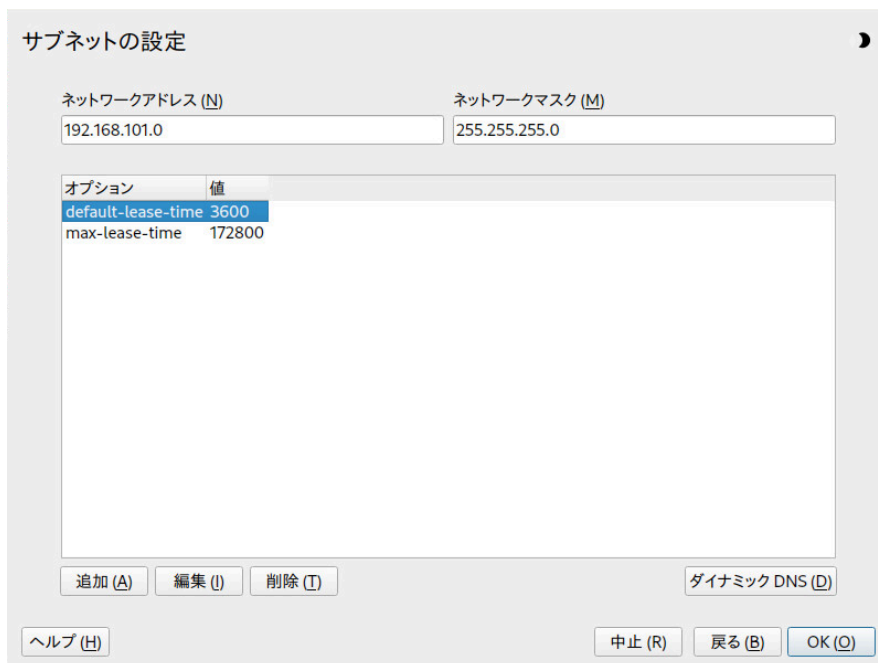 サブネットの設定
ネットワークアドレス (N) ネットワークマスク (M)
192.168.101.0 255.255.255.0
オプション 値
default-lease-time 3600
max-lease-time 172800
追加 (A) 編集 (I) 削除 (T) ダイナミック DNS (D)
ヘルプ (H) 中止 (R) 戻る (B) OK (O)